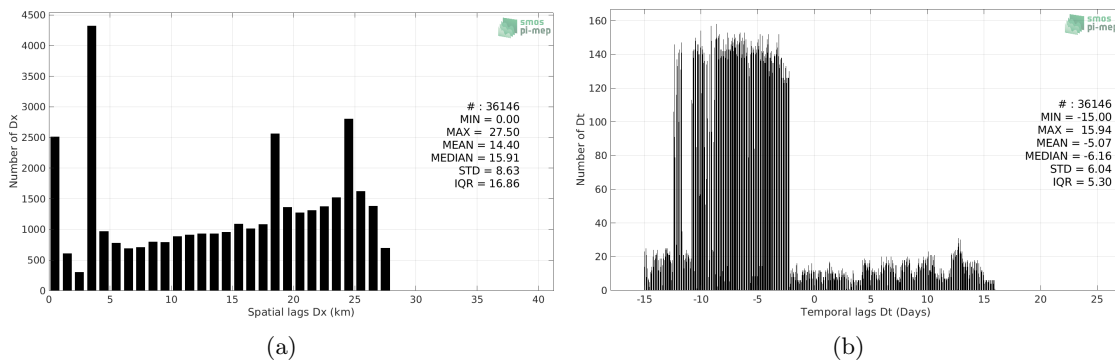 4500
4000
3500
3000
2500
2000
1500
1000
500
0
Number of Dx
smos
pi-mep
# : 36146
MIN = 0.00
MAX = 27.50
MEAN = 14.40
MEDIAN = 15.91
STD = 8.63
IQR = 16.86
0 5 10 15 20 25 30 35 40
Spatial lags Dx (km)
(a)
160
140
120
100
80
60
40
20
0
Number of Dt
smos
pi-mep
# : 36146
MIN = -15.00
MAX = 15.94
MEAN = -5.07
MEDIAN = -6.16
STD = 6.04
IQR = 5.30
-15 -10 -5 0 5 10 15 20 25
Temporal lags Dt (Days)
(b)